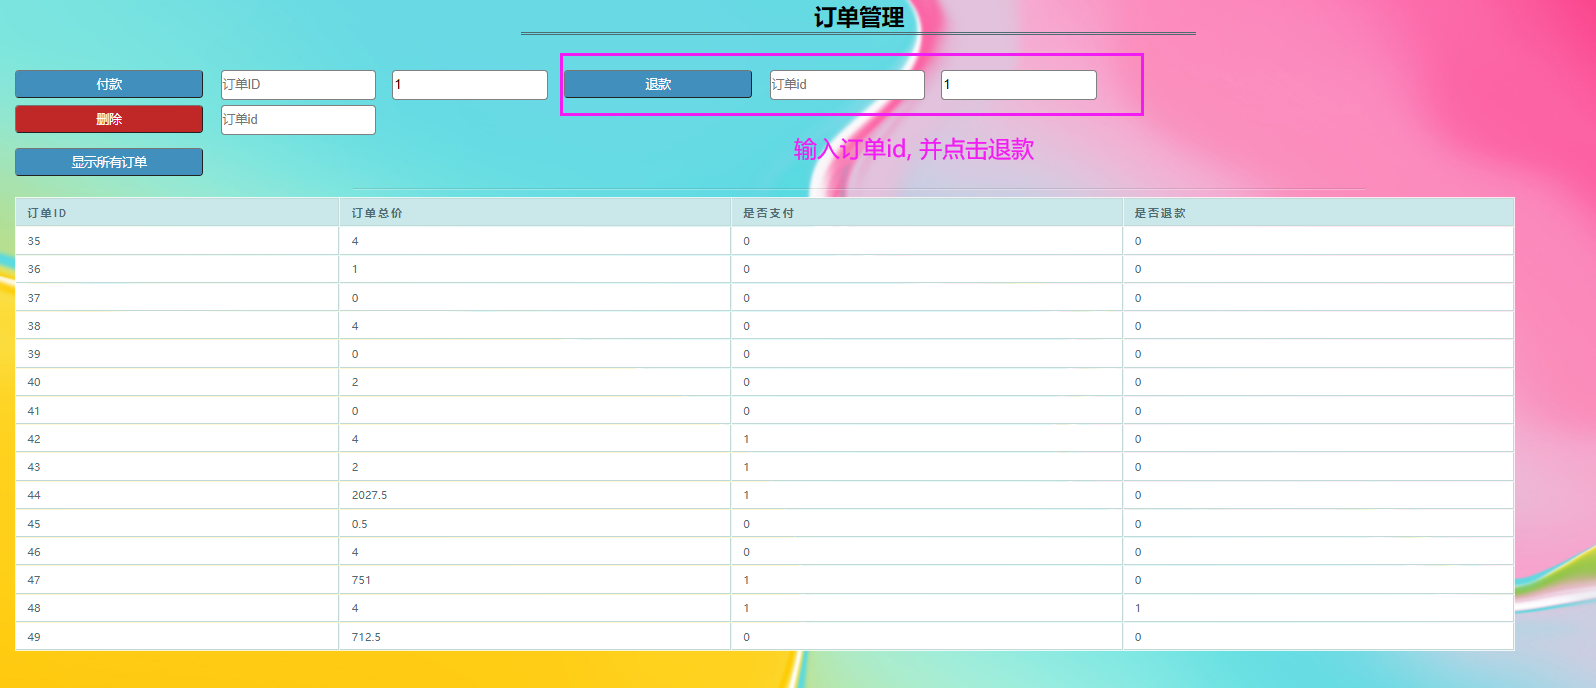 订单管理
付款 订单ID 1 退款 订单id 1
删除 订单id
输入订单id, 并点击退款
显示所有订单
订单ID 订单总价 是否支付 是否退款
35 4 0 0
36 1 0 0
37 0 0 0
38 4 0 0
39 0 0 0
40 2 0 0
41 0 0 0
42 4 1 0
43 2 1 0
44 2027.5 1 0
45 0.5 0 0
46 4 0 0
47 751 1 0
48 4 1 1
49 712.5 0 0